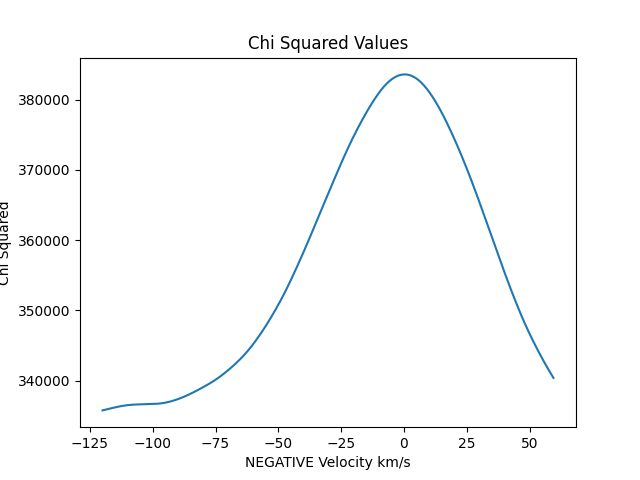 Chi Squared Values
Chi Squared
380000
370000
360000
350000
340000
−125 −100 −75 −50 −25 0 25 50
NEGATIVE Velocity km/s